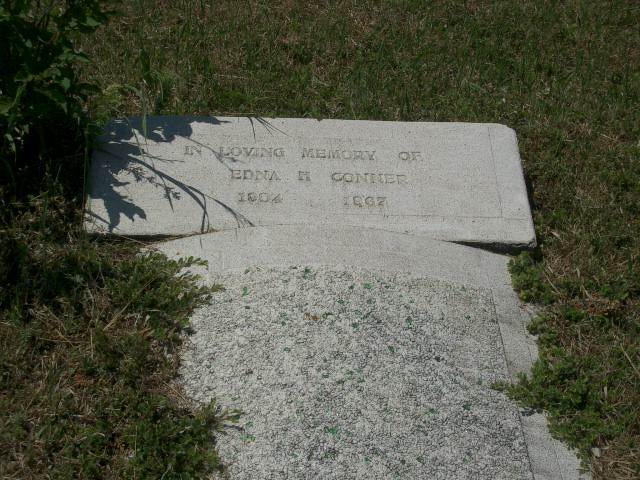 IN LOVING MEMORY OF
EDNA H CONNER
1904 1967